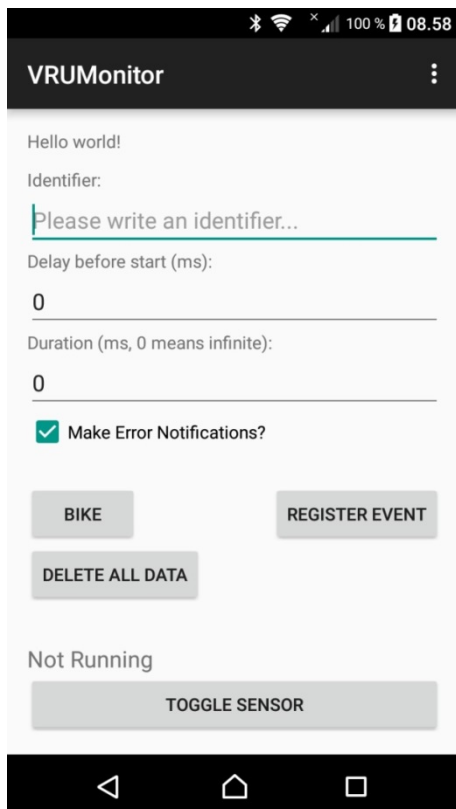 100 % 08.58
VRUMonitor
Hello world!
Identifier:
Please write an identifier...
Delay before start (ms):
0
Duration (ms, 0 means infinite):
0
Make Error Notifications?
BIKE REGISTER EVENT
DELETE ALL DATA
Not Running
TOGGLE SENSOR